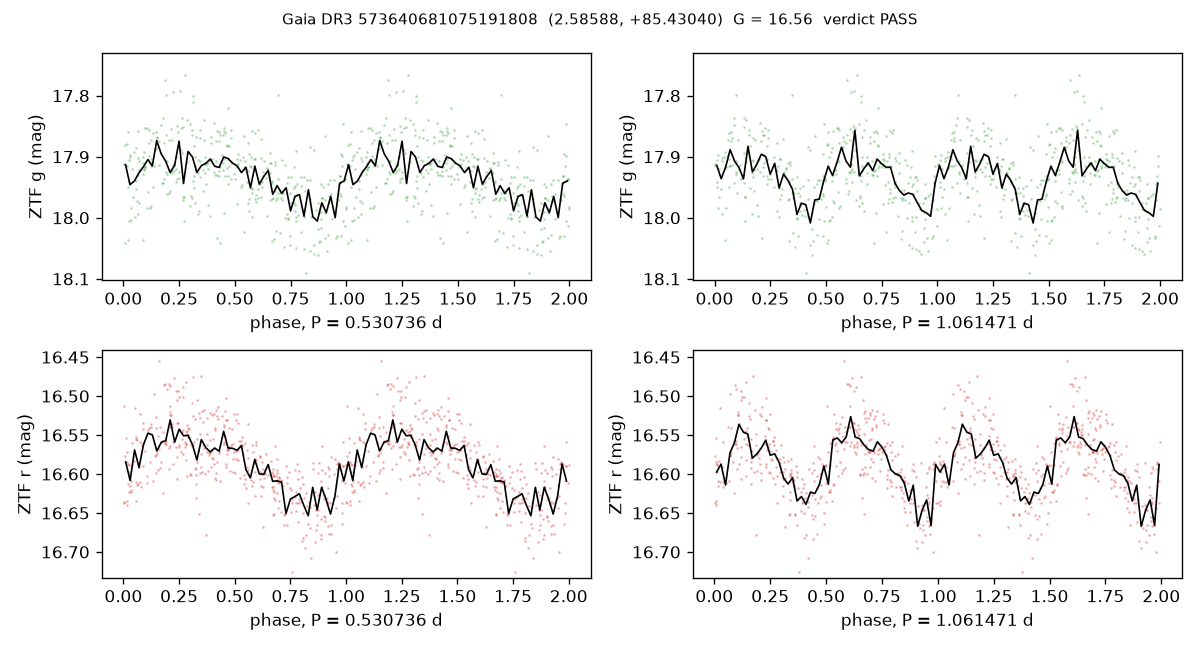 Gaia DR3 573640681075191808  (2.58588, +85.43040)  G = 16.56  verdict PASS
ZTF g (mag)
17.8
17.9
18.0
18.1
0.00 0.25 0.50 0.75 1.00 1.25 1.50 1.75 2.00
phase, P = 0.530736 d
ZTF g (mag)
17.8
17.9
18.0
18.1
0.00 0.25 0.50 0.75 1.00 1.25 1.50 1.75 2.00
phase, P = 1.061471 d
ZTF r (mag)
16.45
16.50
16.55
16.60
16.65
16.70
0.00 0.25 0.50 0.75 1.00 1.25 1.50 1.75 2.00
phase, P = 0.530736 d
ZTF r (mag)
16.45
16.50
16.55
16.60
16.65
16.70
0.00 0.25 0.50 0.75 1.00 1.25 1.50 1.75 2.00
phase, P = 1.061471 d